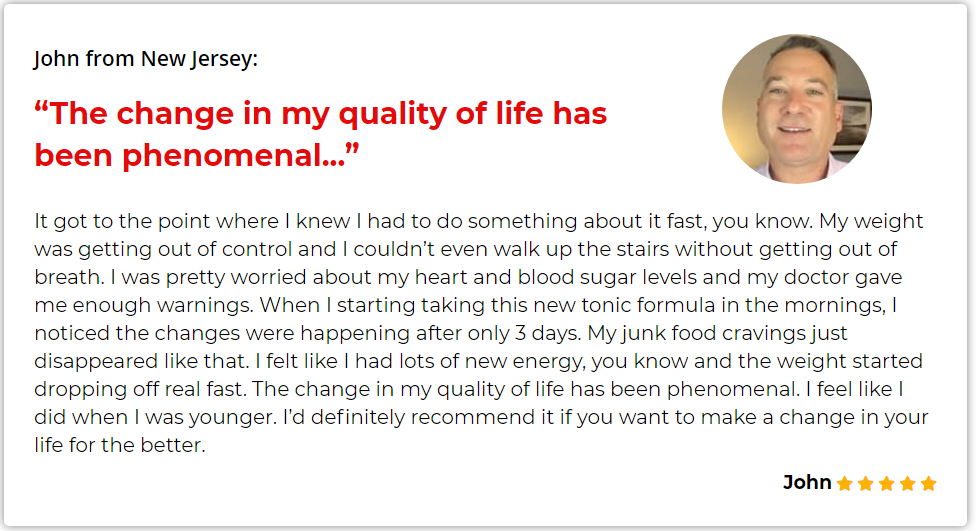 John from New Jersey:
“The change in my quality of life has
been phenomenal...”
It got to the point where I knew I had to do something about it fast, you know. My weight
was getting out of control and I couldn’t even walk up the stairs without getting out of
breath. I was pretty worried about my heart and blood sugar levels and my doctor gave
me enough warnings. When I starting taking this new tonic formula in the mornings, I
noticed the changes were happening after only 3 days. My junk food cravings just
disappeared like that. I felt like I had lots of new energy, you know and the weight started
dropping off real fast. The change in my quality of life has been phenomenal. I feel like I
did when I was younger. I’d definitely recommend it if you want to make a change in your
life for the better.
John